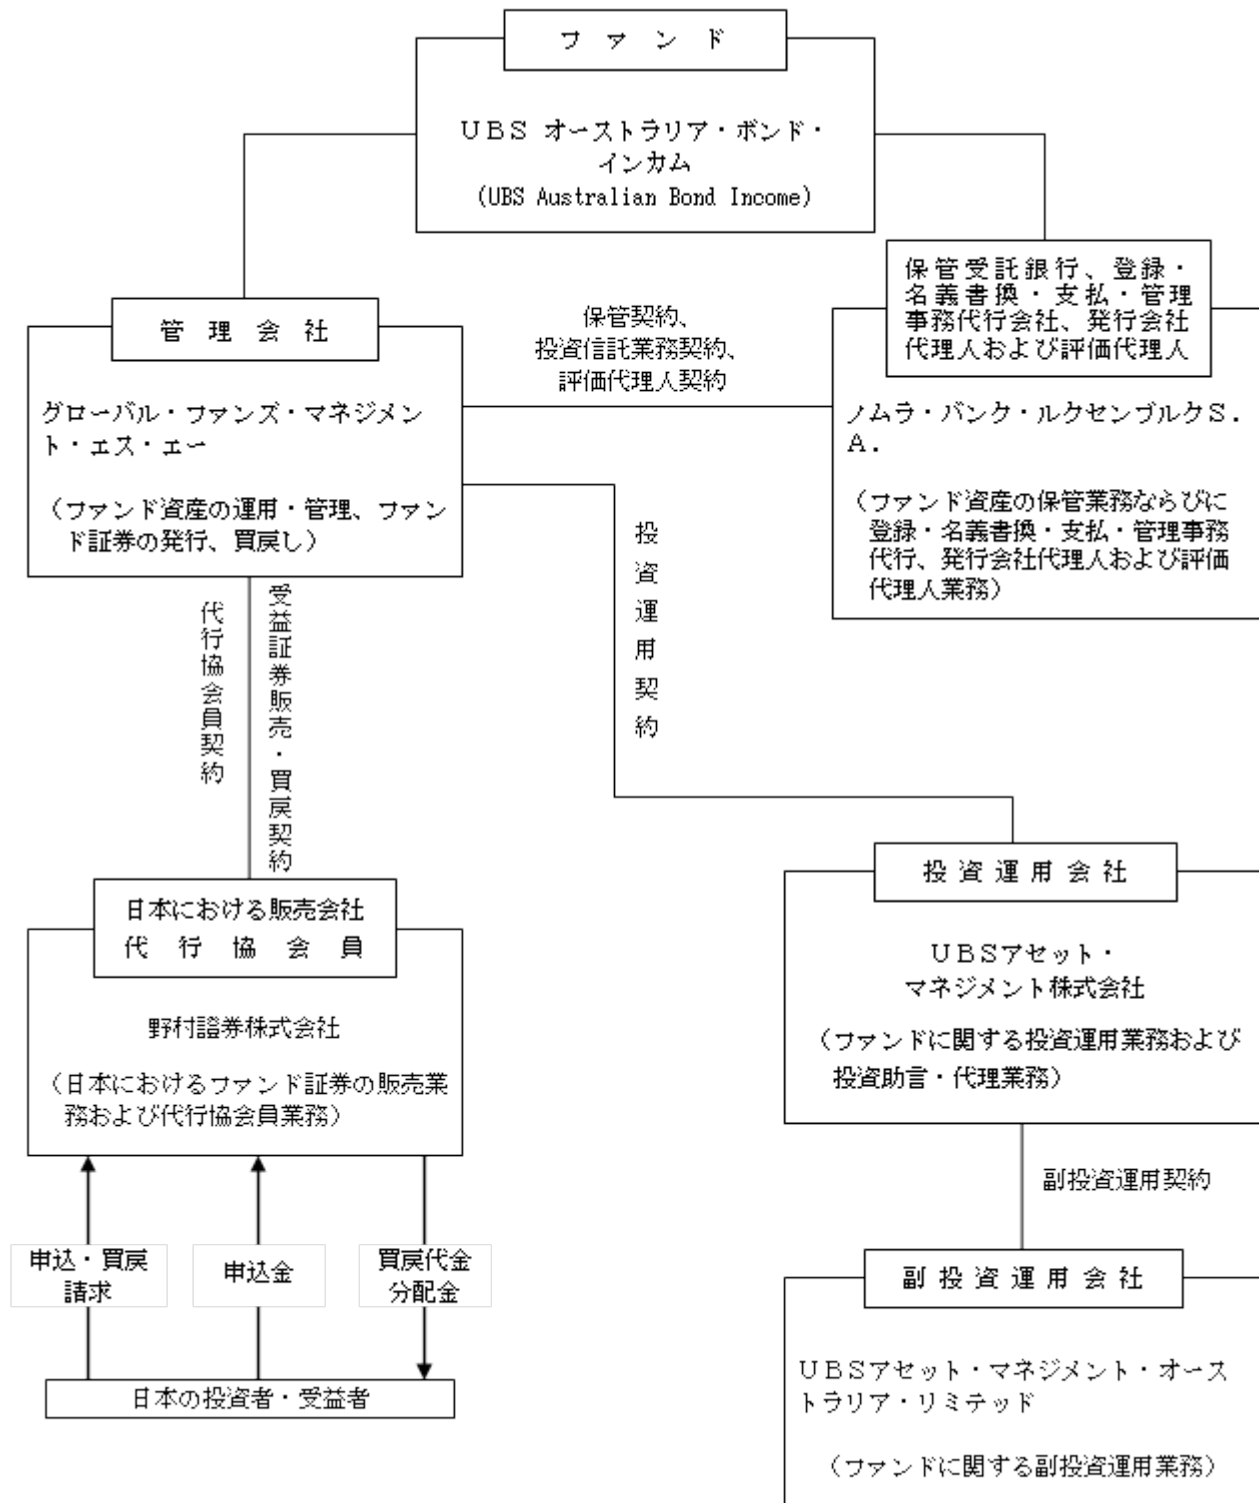 ファンド
ＵＢＳ オーストラリア・ボンド・
インカム
(UBS Australian Bond Income)
保管受託銀行、登録・
名義書換・支払・管理
事務代行会社、発行会社
代理人および評価代理人
管理会社
保管契約、
投資信託業務契約、
評価代理人契約
グローバル・ファンズ・マネジメン
ト・エス・エー
（ファンド資産の運用・管理、ファン
ド証券の発行、買戻し）
ノムラ・バンク・ルクセンブルクＳ．
Ａ．
（ファンド資産の保管業務ならびに
登録・名義書換・支払・管理事務
代行、発行会社代理人および評価
代理人業務）
代行協会員契約
受益証券販売・買戻契約
投資運用契約
日本における販売会社
代行協会員
野村證券株式会社
（日本におけるファンド証券の販売業
務および代行協会員業務）
投資運用会社
ＵＢＳアセット・
マネジメント株式会社
（ファンドに関する投資運用業務および
投資助言・代理業務）
副投資運用契約
申込・買戻
請求
申込金
買戻代金
分配金
日本の投資者・受益者
副投資運用会社
ＵＢＳアセット・マネジメント・オース
トラリア・リミテッド
（ファンドに関する副投資運用業務）